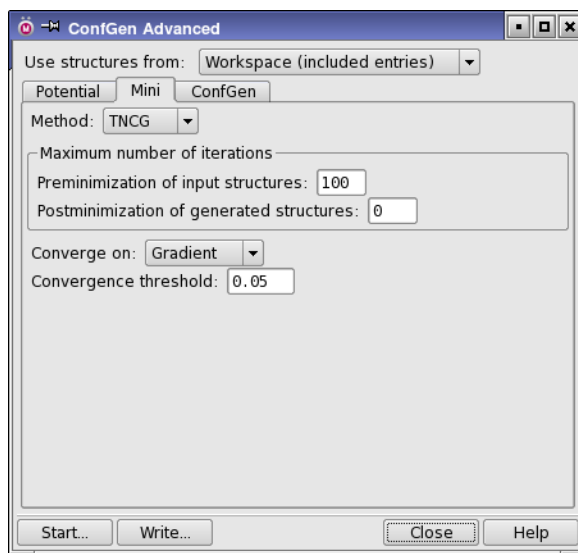 ConfGen Advanced
Use structures from: Workspace (included entries)
Potential Mini ConfGen
Method: TNCG
Maximum number of iterations
Preminimization of input structures: 100
Postminimization of generated structures: 0
Converge on: Gradient
Convergence threshold: 0.05
Start... Write... Close Help